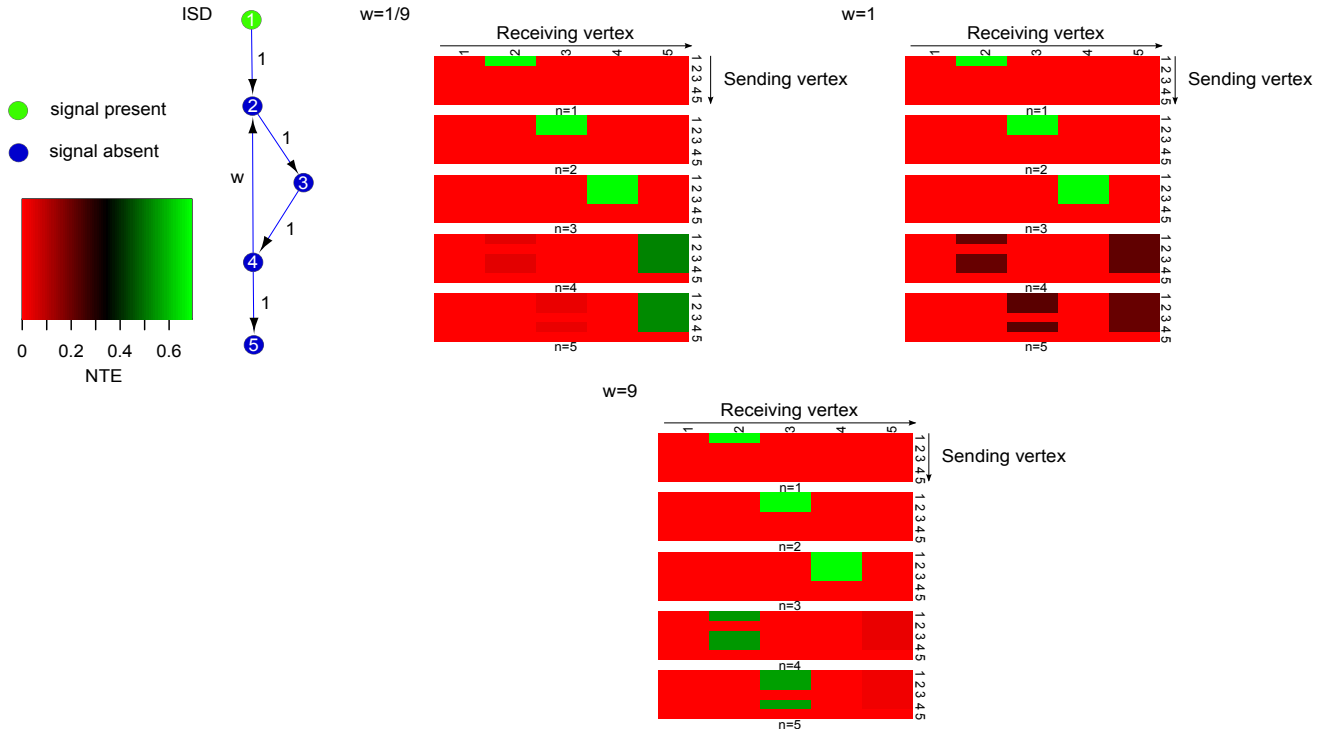 ISD
w=1/9
w=1
1
1
2
1
w
3
1
4
1
5
signal present
signal absent
0 0.2 0.4 0.6
NTE
Receiving vertex
1 2 3 4 5
Sending vertex
1 2 3 4 5
n=1
1 2 3 4 5
n=2
1 2 3 4 5
n=3
1 2 3 4 5
n=4
1 2 3 4 5
n=5
Receiving vertex
1 2 3 4 5
Sending vertex
1 2 3 4 5
n=1
1 2 3 4 5
n=2
1 2 3 4 5
n=3
1 2 3 4 5
n=4
1 2 3 4 5
n=5
w=9
Receiving vertex
1 2 3 4 5
Sending vertex
1 2 3 4 5
n=1
1 2 3 4 5
n=2
1 2 3 4 5
n=3
1 2 3 4 5
n=4
1 2 3 4 5
n=5